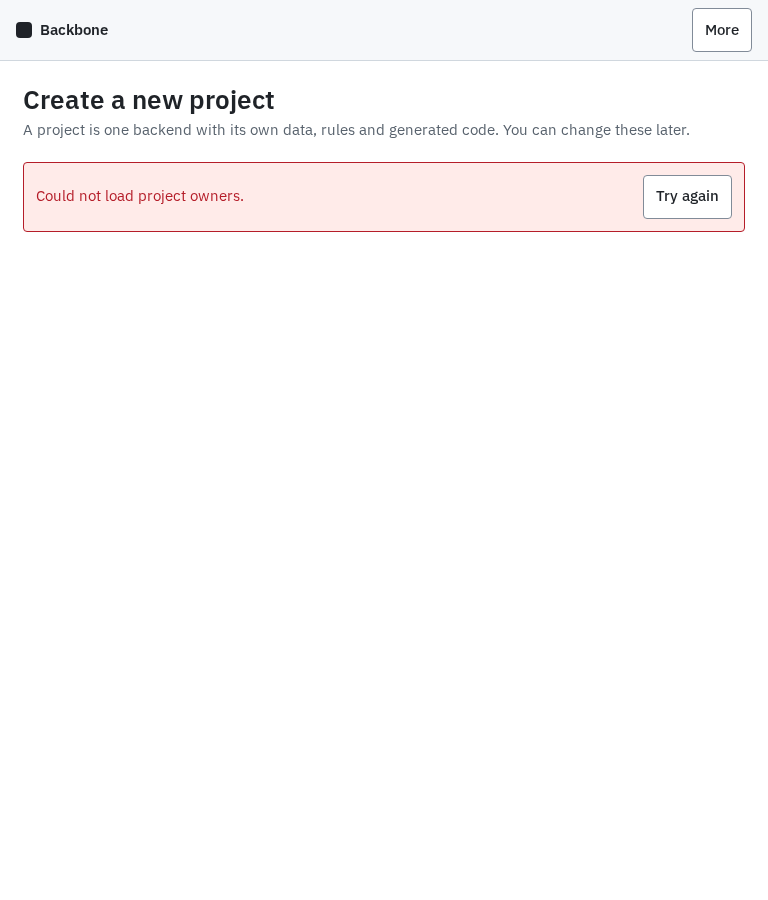 Backbone
More
Create a new project
A project is one backend with its own data, rules and generated code. You can change these later.
Could not load project owners.
Try again